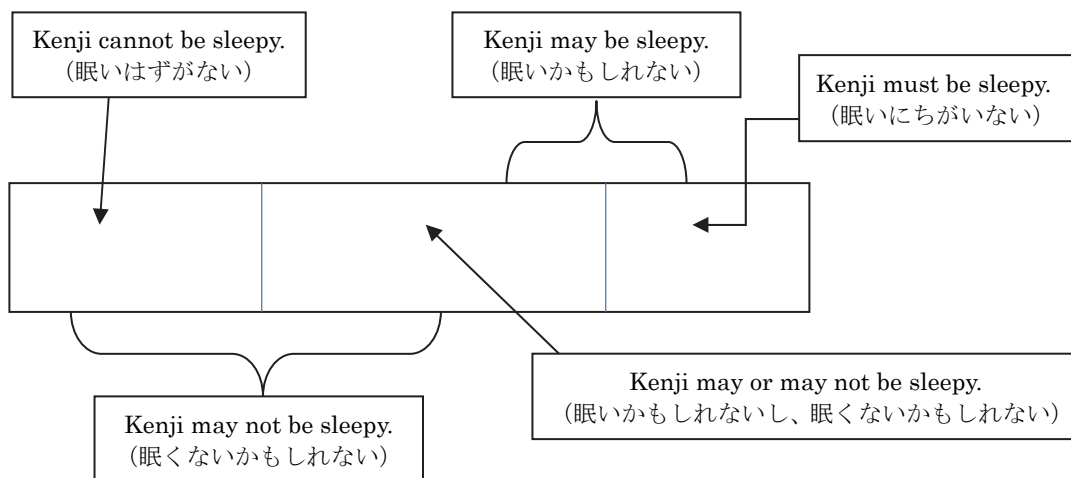 Kenji cannot be sleepy.
(眠いはずがない)
Kenji may be sleepy.
(眠いかもしれない)
Kenji must be sleepy.
(眠いにちがいない)
Kenji may or may not be sleepy.
(眠いかもしれないし、眠くないかもしれない)
Kenji may not be sleepy.
(眠くないかもしれない)